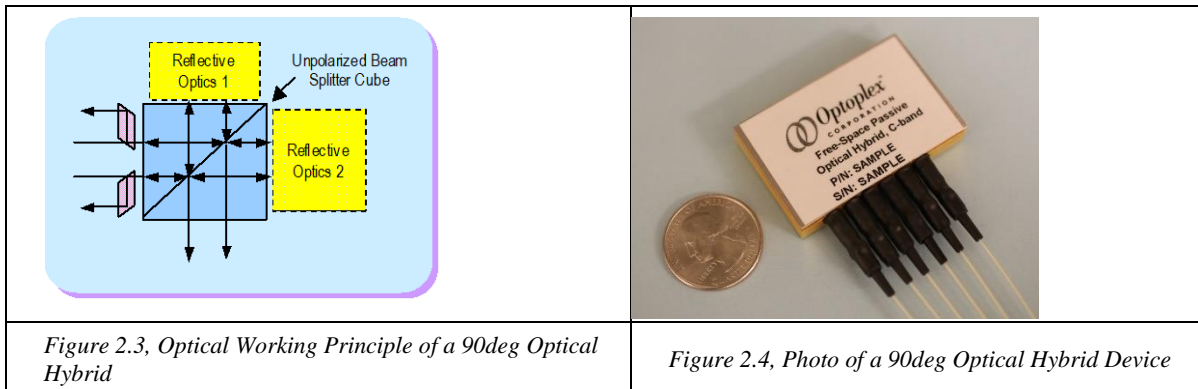 Reflective
Optics 1
Unpolarized Beam
Splitter Cube
Reflective
Optics 2
Figure 2.3, Optical Working Principle of a 90deg Optical
Hybrid
Optoplex
CORPORATION
Free-Space Passive
Optical Hybrid, C-band
P/N: SAMPLE
S/N: SAMPLE
Figure 2.4, Photo of a 90deg Optical Hybrid Device